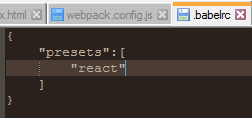 x.html webpack.config.js .babelrc
{
"presets":[
"react"
]
}